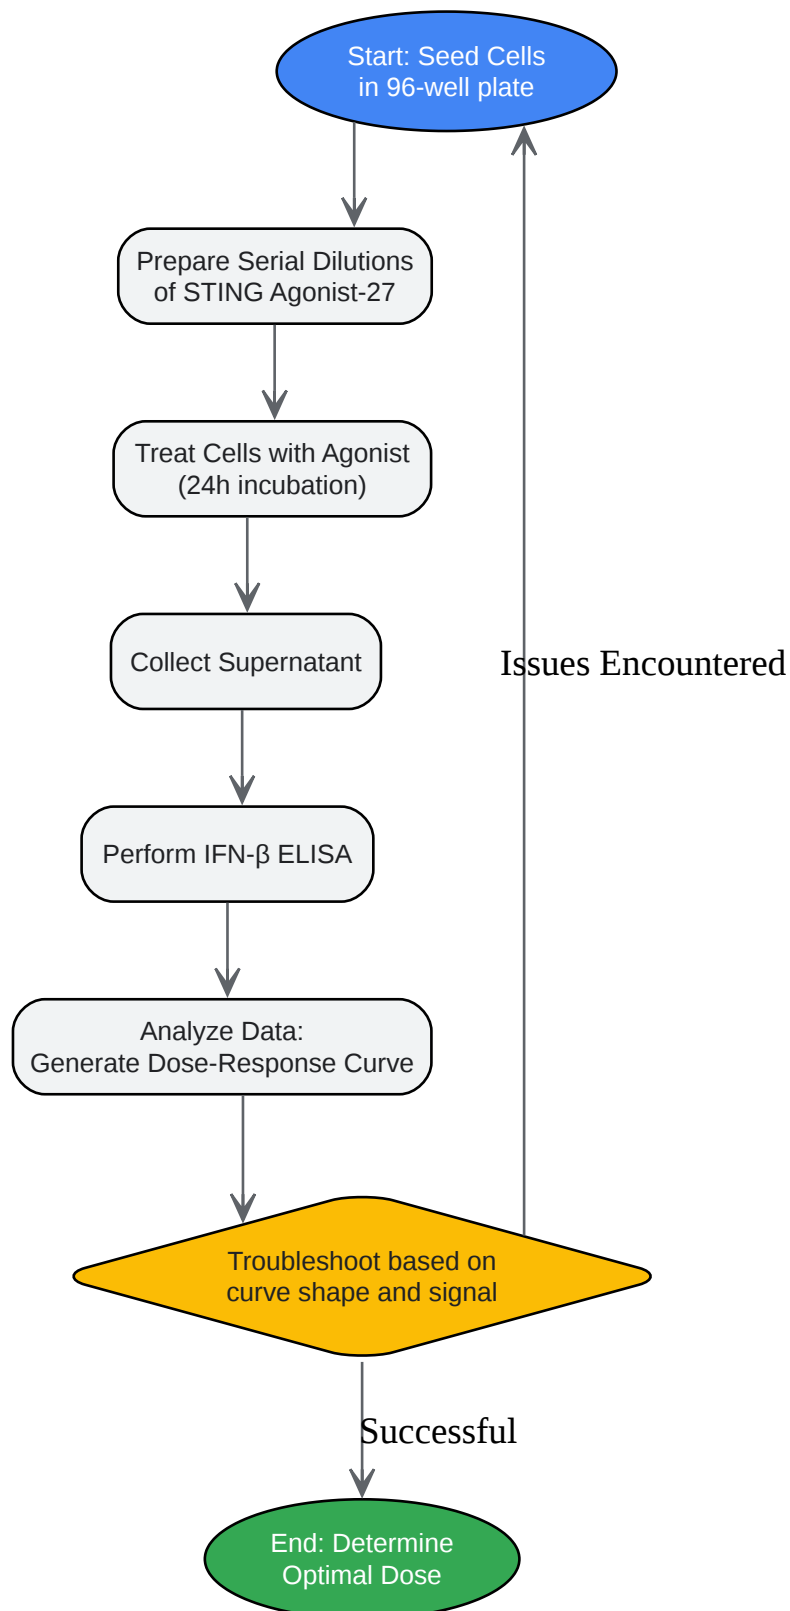 Start: Seed Cells
in 96-well plate
Prepare Serial Dilutions
of STING Agonist-27
Treat Cells with Agonist
(24h incubation)
Collect Supernatant
Issues Encountered
Perform IFN-β ELISA
Analyze Data:
Generate Dose-Response Curve
Troubleshoot based on
curve shape and signal
Successful
End: Determine
Optimal Dose